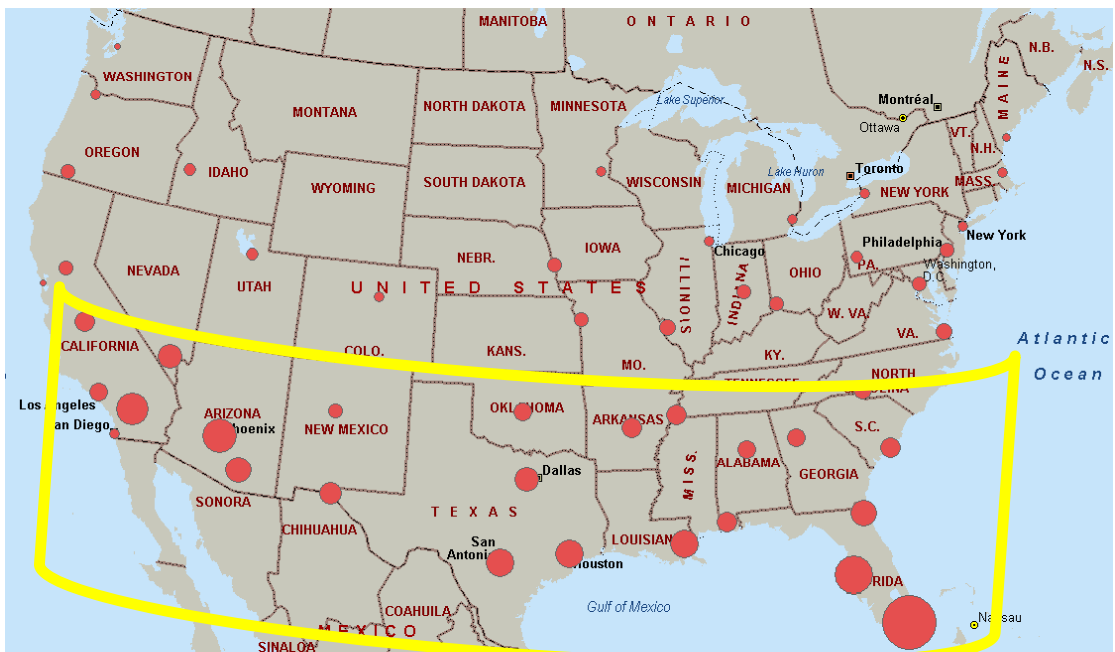 MANITOBA
ONTARIO
N.B.
N.S.
MAINE
WASHINGTON
MONTANA
NORTH DAKOTA
MINNESOTA
Lake Superior
Montréal
Ottawa
VT.
N.H.
OREGON
IDAHO
WYOMING
SOUTH DAKOTA
WISCONSIN
MICHIGAN
Lake Huron
Toronto
NEW YORK
MASS.
NEVADA
UTAH
NEBR.
IOWA
Chicago
ILLINOIS
INDIANA
OHIO
PA.
Philadelphia
New York
Washington,
D.C.
UNITED STATES
W. VA.
VA.
CALIFORNIA
COLO.
KANS.
MO.
KY.
TENNESSEE
NORTH
Atlantic
Ocean
Los Angeles
San Diego
ARIZONA
Phoenix
NEW MEXICO
OKLAHOMA
ARKANSAS
MISS.
ALABAMA
GEORGIA
S.C.
SONORA
CHIHUAHUA
Dallas
TEXAS
San
Antoni
Houston
LOUISIAN
RIDA
COAHUILA
Gulf of Mexico
Nassau
MEXICO
SINALOA